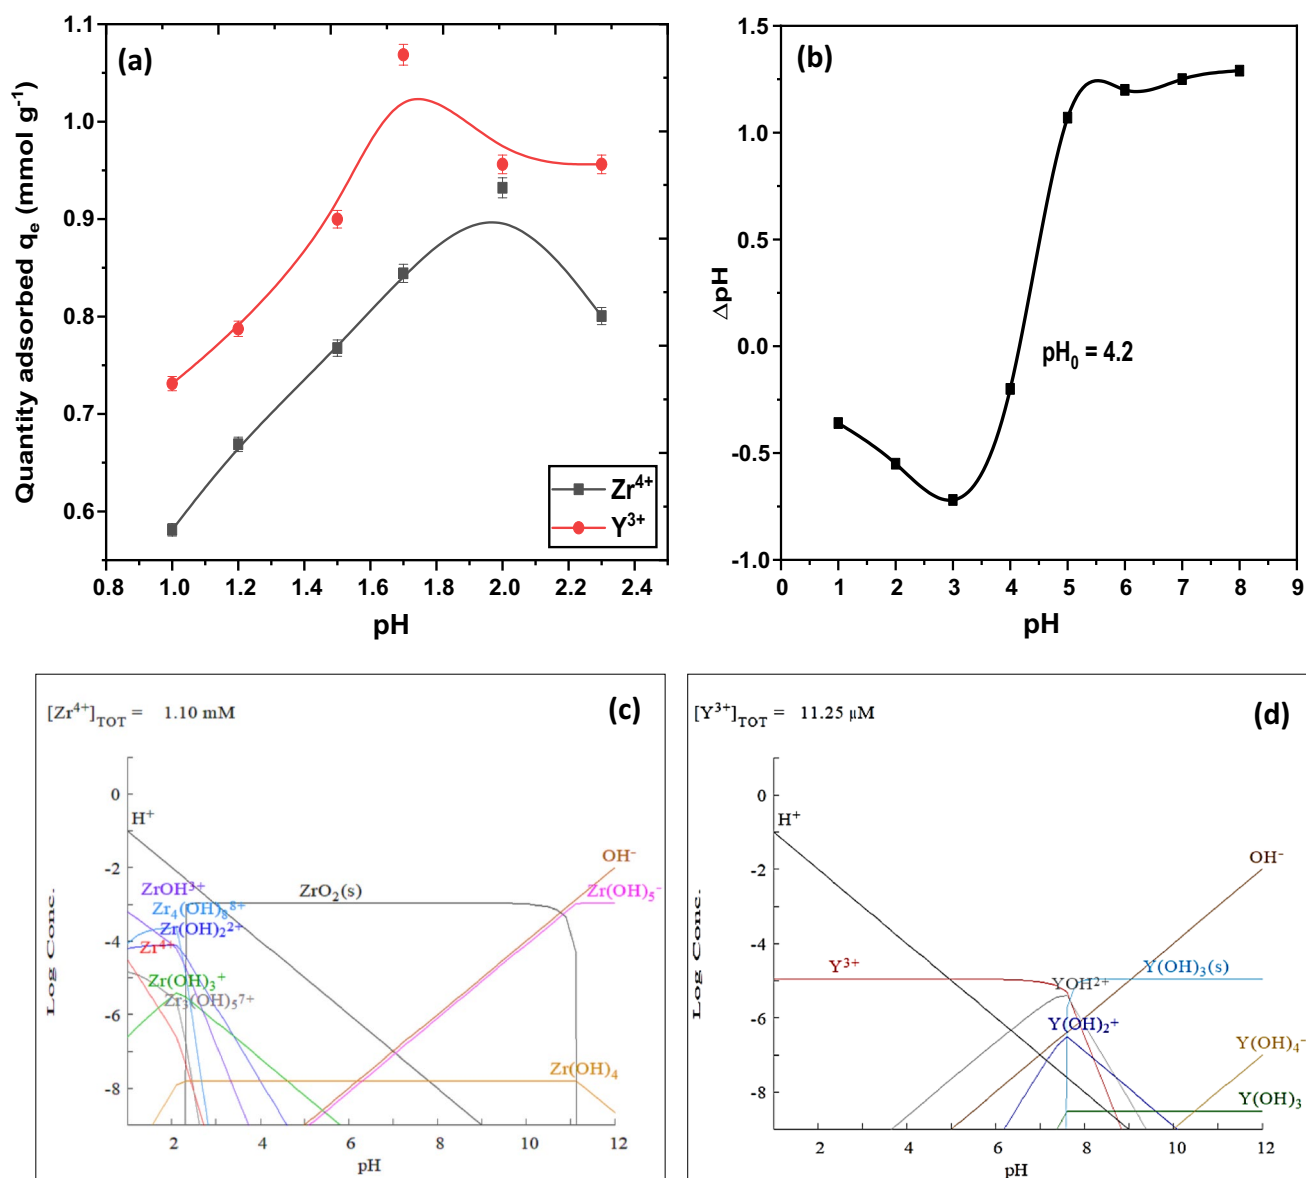 (a)
Quantity adsorbed qₑ (mmol g⁻¹)
1.1
1.0
0.9
0.8
0.7
0.6
Zr⁴⁺
Y³⁺
0.8 1.0 1.2 1.4 1.6 1.8 2.0 2.2 2.4
pH
(b)
ΔpH
1.5
1.0
0.5
0.0
-0.5
-1.0
pH₀ = 4.2
0 1 2 3 4 5 6 7 8 9
pH
[Zr⁴⁺]TOT = 1.10 mM
(c)
Log Conc.
0
-2
-4
-6
-8
H⁺
OH⁻
ZrOH³⁺
ZrO₂(s)
Zr(OH)₅⁻
Zr₄(OH)₈⁸⁺
Zr(OH)₂²⁺
Zr⁴⁺
Zr(OH)₃⁺
Zr₃(OH)₅⁷⁺
Zr(OH)₄
2 4 6 8 10 12
pH
[Y³⁺]TOT = 11.25 µM
(d)
Log Conc.
0
-2
-4
-6
-8
H⁺
OH⁻
Y³⁺
YOH²⁺
Y(OH)₃(s)
Y(OH)₂⁺
Y(OH)₄⁻
Y(OH)₃
2 4 6 8 10 12
pH